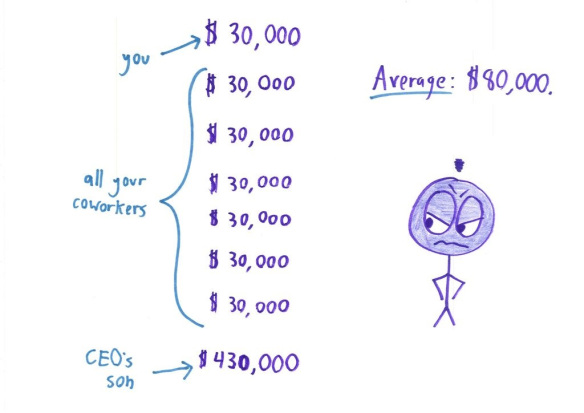 you
$ 30,000
$ 30,000
$ 30,000
$ 30,000
$ 30,000
$ 30,000
$ 30,000
all your
coworkers
CEO's
son
$430,000
Average: $80,000.